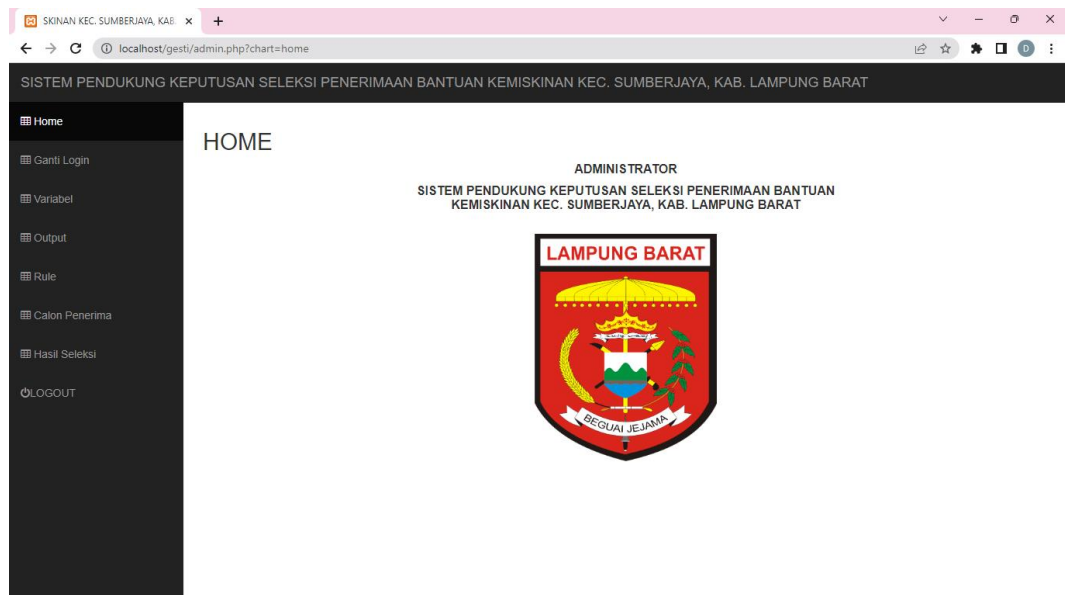 SKINAN KEC. SUMBERJAYA, KAB.
localhost/gesti/admin.php?chart=home
D
SISTEM PENDUKUNG KEPUTUSAN SELEKSI PENERIMAAN BANTUAN KEMISKINAN KEC. SUMBERJAYA, KAB. LAMPUNG BARAT
Home
Ganti Login
Variabel
Output
Rule
Calon Penerima
Hasil Seleksi
LOGOUT
HOME
ADMINISTRATOR
SISTEM PENDUKUNG KEPUTUSAN SELEKSI PENERIMAAN BANTUAN
KEMISKINAN KEC. SUMBERJAYA, KAB. LAMPUNG BARAT
LAMPUNG BARAT
BEGUAI JEJAMA